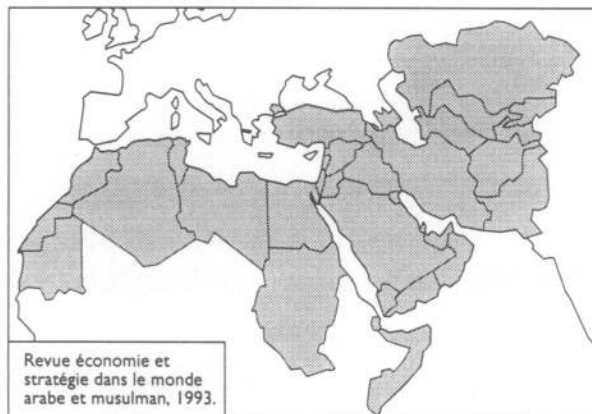 Revue économie et
stratégie dans le monde
arabe et musulman, 1993.